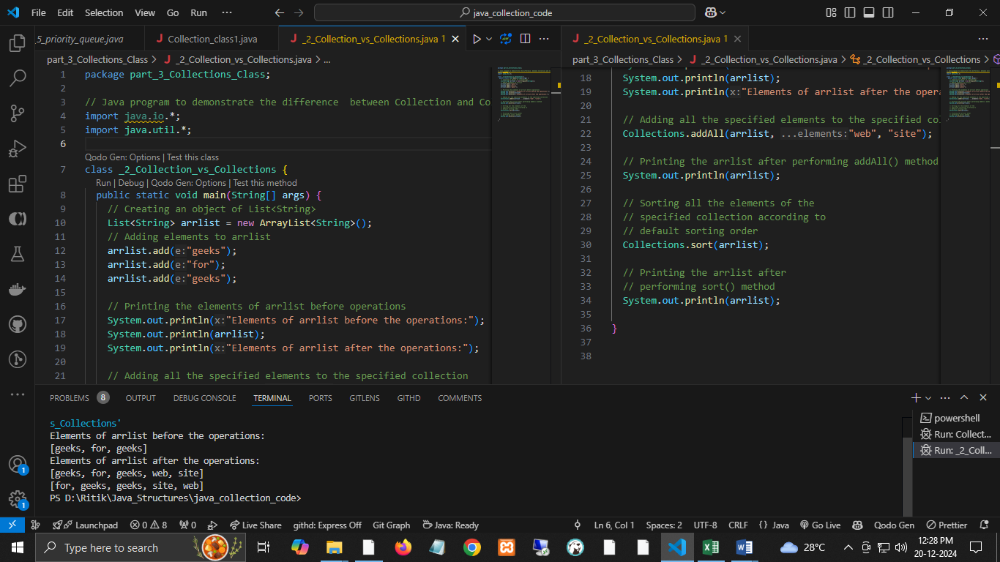 File Edit Selection View Go Run ··· java_collection_code
5_priority_queue.java Collection_class1.java _2_Collection_vs_Collections.java 1 _2_Collection_vs_Collections.java 1
part_3_Collections_Class > _2_Collection_vs_Collections.java > ...
1 package part_3_Collections_Class;
2
3 // Java program to demonstrate the difference  between Collection and Co
4 import java.io.*;
5 import java.util.*;
6
Qodo Gen: Options | Test this class
7 class _2_Collection_vs_Collections {
Run | Debug | Qodo Gen: Options | Test this method
8 public static void main(String[] args) {
9 // Creating an object of List<String>
10 List<String> arrlist = new ArrayList<String>();
11 // Adding elements to arrlist
12 arrlist.add(e:"geeks");
13 arrlist.add(e:"for");
14 arrlist.add(e:"geeks");
15
16 // Printing the elements of arrlist before operations
17 System.out.println(x:"Elements of arrlist before the operations:");
18 System.out.println(arrlist);
19 System.out.println(x:"Elements of arrlist after the operations:");
20
21 // Adding all the specified elements to the specified collection
part_3_Collections_Class > _2_Collection_vs_Collections.java > _2_Collection_vs_Collections >
18 System.out.println(arrlist);
19 System.out.println(x:"Elements of arrlist after the opera
20
21 // Adding all the specified elements to the specified col
22 Collections.addAll(arrlist, ...elements:"web", "site");
23
24 // Printing the arrlist after performing addAll() method
25 System.out.println(arrlist);
26
27 // Sorting all the elements of the
28 // specified collection according to
29 // default sorting order
30 Collections.sort(arrlist);
31
32 // Printing the arrlist after
33 // performing sort() method
34 System.out.println(arrlist);
35
36 }
37
38
PROBLEMS 8 OUTPUT DEBUG CONSOLE TERMINAL PORTS GITLENS GITHD COMMENTS
s_Collections'
Elements of arrlist before the operations:
[geeks, for, geeks]
Elements of arrlist after the operations:
[geeks, for, geeks, web, site]
[for, geeks, geeks, site, web]
PS D:\Ritik\Java_Structures\java_collection_code>
powershell
Run: Collect...
Run: _2_Coll...
1
1
Launchpad 0 8 0 Live Share githd: Express Off Git Graph Java: Ready Ln 6, Col 1 Spaces: 2 UTF-8 CRLF {} Java Go Live Qodo Gen Prettier
Type here to search 28°C 12:28 PM
20-12-2024